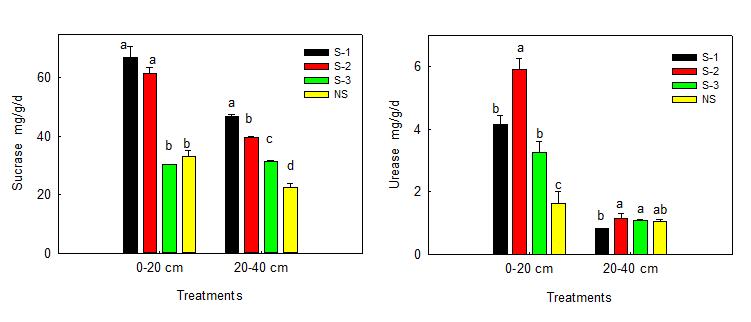 a
a
b
b
a
b
c
d
S-1
S-2
S-3
NS
60
40
20
0
Sucrase mg/g/d
0-20 cm
20-40 cm
Treatments
b
a
b
c
b
a
a
ab
S-1
S-2
S-3
NS
6
4
2
0
Urease mg/g/d
0-20 cm
20-40 cm
Treatments